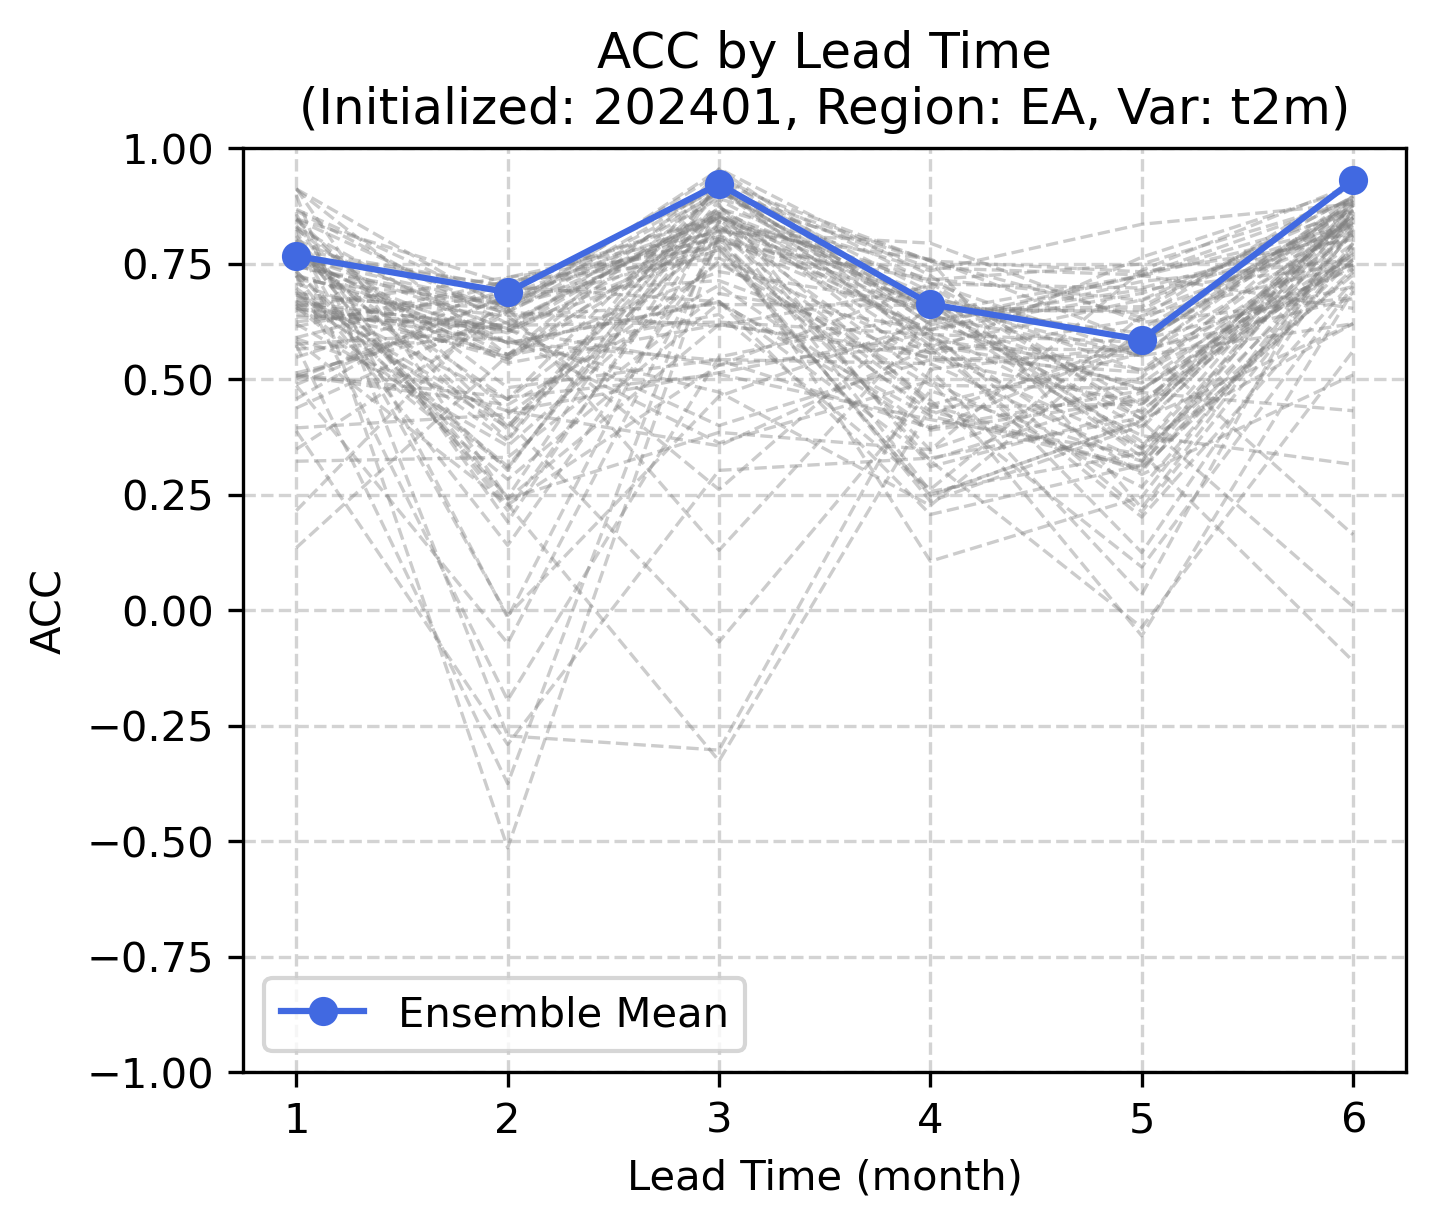 ACC by Lead Time
(Initialized: 202401, Region: EA, Var: t2m)
1.00
0.75
0.50
0.25
0.00
−0.25
−0.50
−0.75
−1.00
ACC
Ensemble Mean
1 2 3 4 5 6
Lead Time (month)